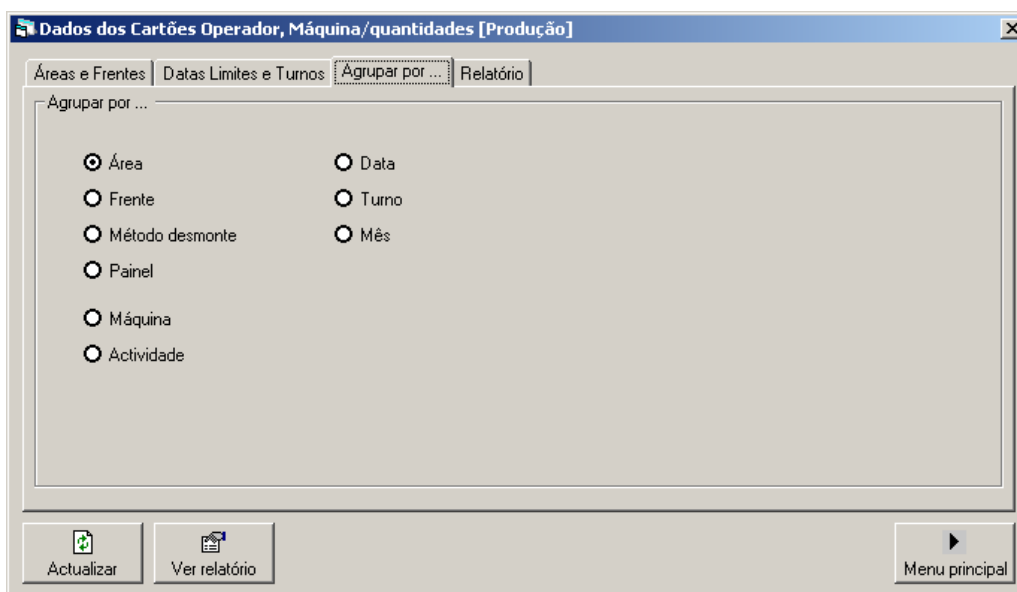 Dados dos Cartões Operador, Máquina/quantidades [Produção]
Áreas e Frentes Datas Limites e Turnos Agrupar por ... Relatório
Agrupar por ...
Área Data
Frente Turno
Método desmonte Mês
Painel
Máquina
Actividade
Actualizar Ver relatório Menu principal